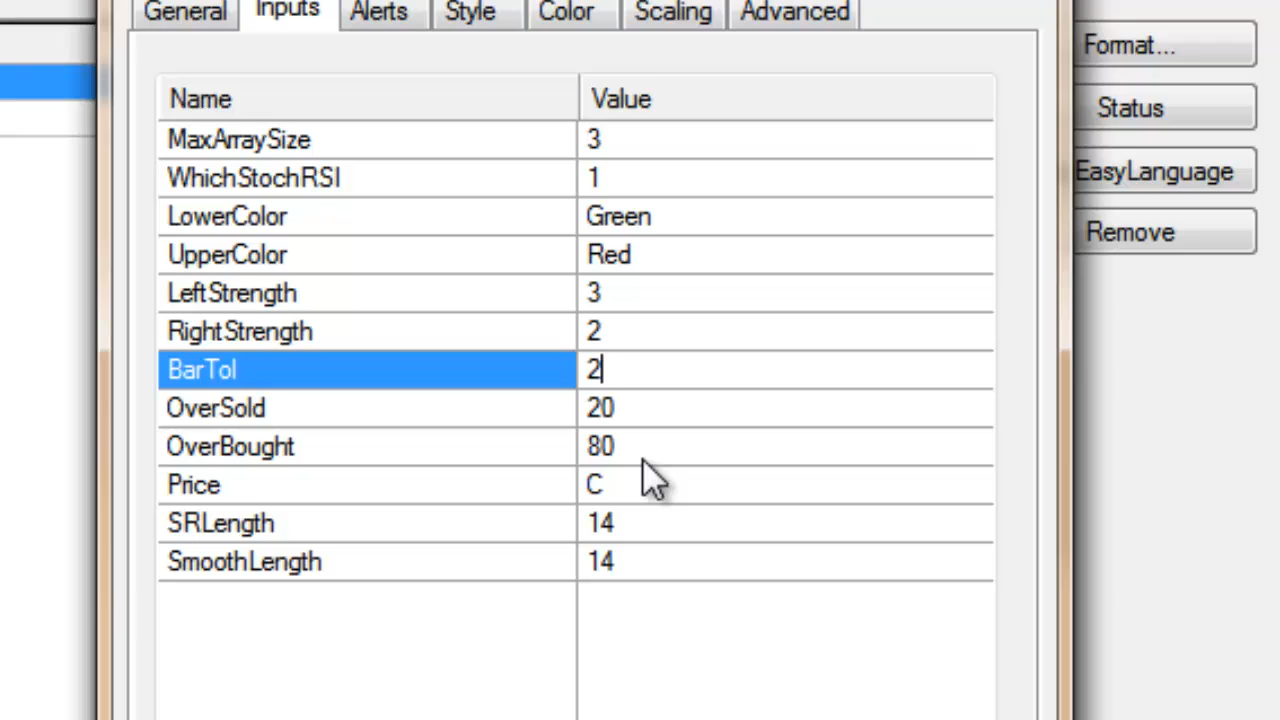 General Inputs Alerts Style Color Scaling Advanced
Format...
Status
EasyLanguage
Remove
Name Value
MaxArraySize 3
WhichStochRSI 1
LowerColor Green
UpperColor Red
LeftStrength 3
RightStrength 2
BarTol 2
OverSold 20
OverBought 80
Price C
SRLength 14
SmoothLength 14